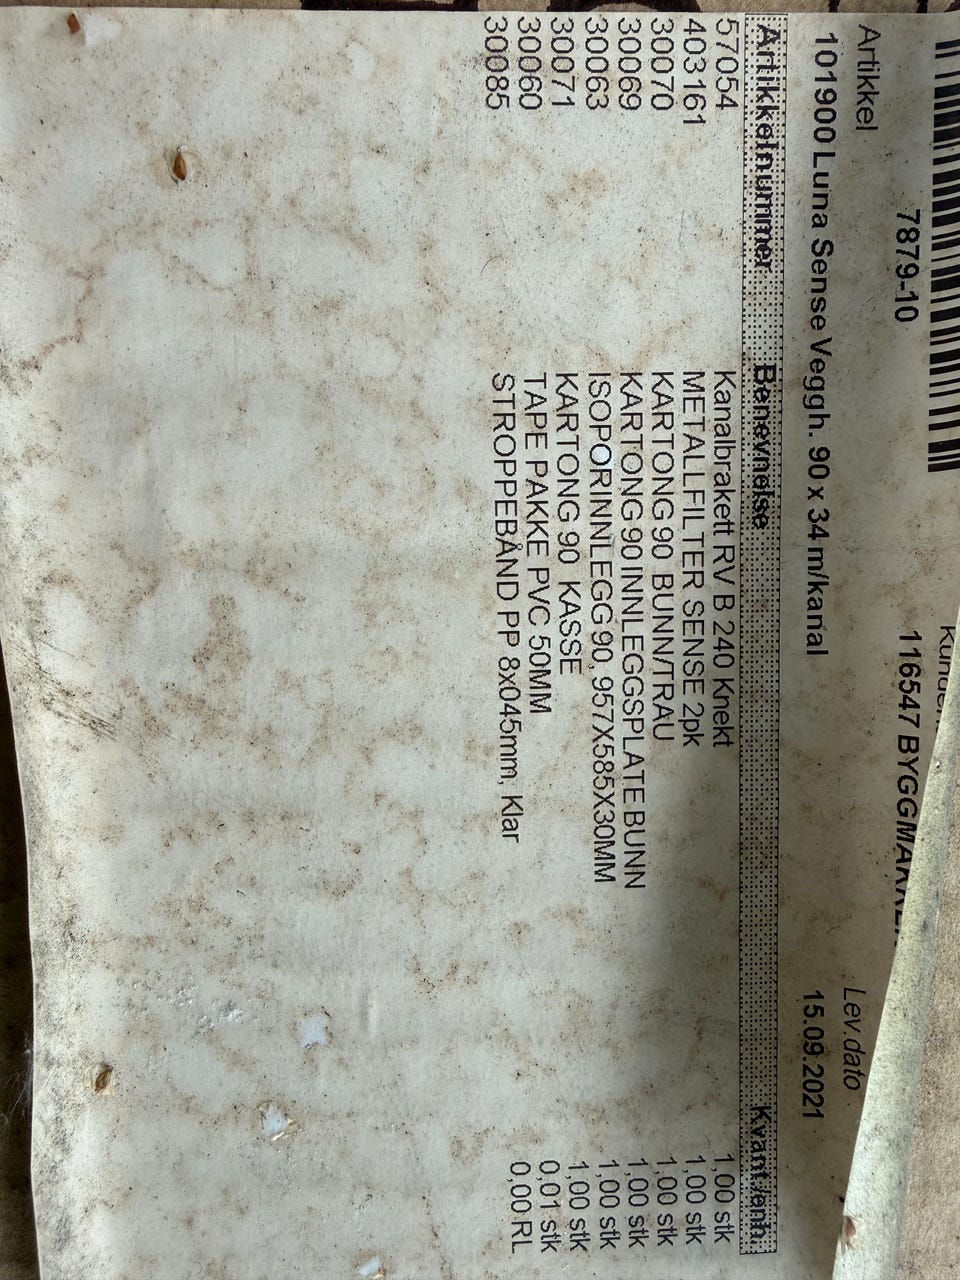 7879-10
116547 BYGGMAKKER
Artikkel
Lev.dato
101900 Luna Sense Veggh. 90 x 34 m/kanal
15.09.2021
Artikkelnummer Benevnelse Kvant./enh.
57054 Kanalbrakett RV B 240 Knekt 1,00 stk
403161 METALLFILTER SENSE 2pk 1,00 stk
30070 KARTONG 90 BUNN/TRAU 1,00 stk
30069 KARTONG 90 INNLEGGSPLATE BUNN 1,00 stk
30063 ISOPORINNLEGG 90, 957X585X30MM 1,00 stk
30071 KARTONG 90 KASSE 1,00 stk
30060 TAPE PAKKE PVC 50MM 0,01 stk
30085 STROPPEBÅND PP 8x045mm, Klar 0,00 RL